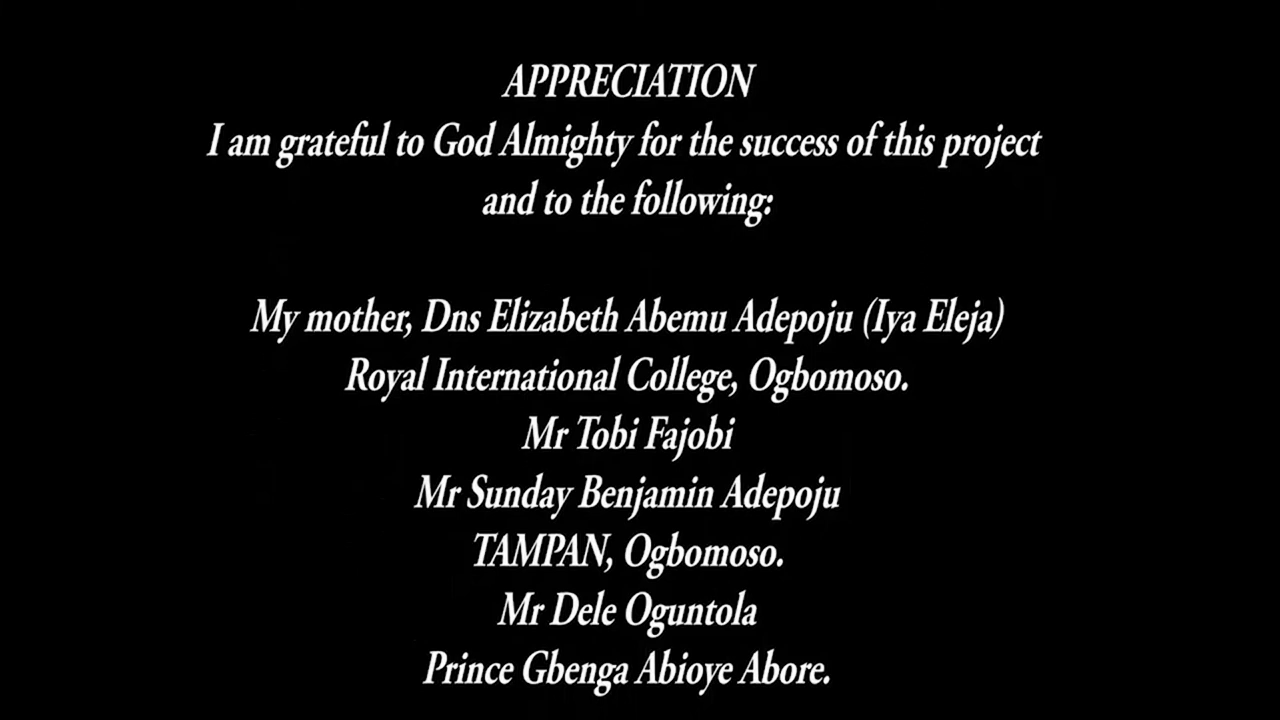 APPRECIATION
I am grateful to God Almighty for the success of this project
and to the following:
My mother, Dns Elizabeth Abemu Adepoju (Iya Eleja)
Royal International College, Ogbomoso.
Mr Tobi Fajobi
Mr Sunday Benjamin Adepoju
TAMPAN, Ogbomoso.
Mr Dele Oguntola
Prince Gbenga Abioye Abore.